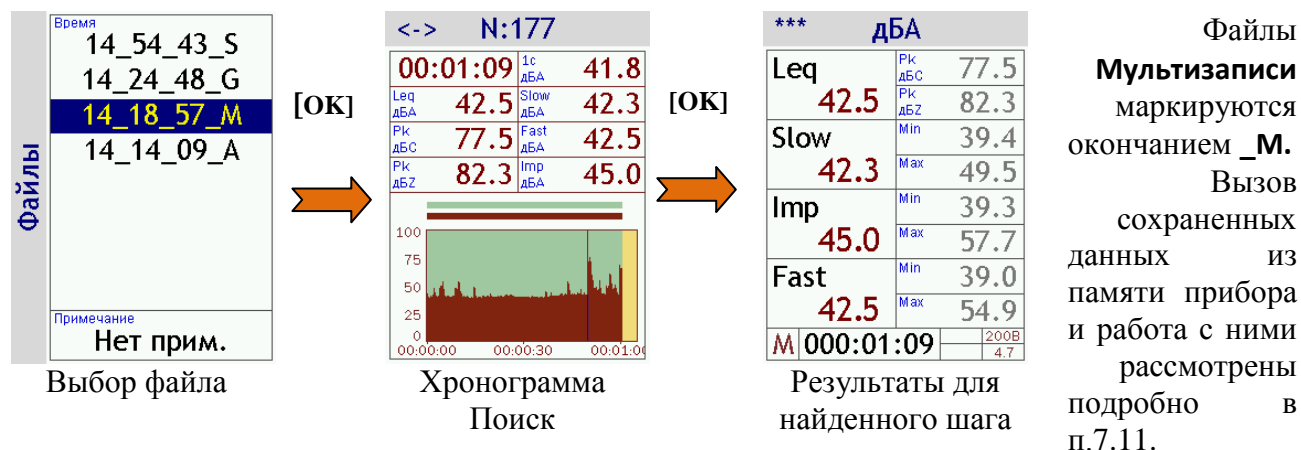 Файлы
Время
14_54_43_S
14_24_48_G
14_18_57_M
14_14_09_A
Примечание
Нет прим.
Выбор файла
[OK]
<-> N:177
00:01:09 1с дБА 41.8
Leq дБА 42.5 Slow дБА 42.3
Pk дБC 77.5 Fast дБА 42.5
Pk дБZ 82.3 Imp дБА 45.0
100
75
50
25
0
00:00:00 00:00:30 00:01:00
Хронограмма
Поиск
[OK]
*** дБА
Leq 42.5 Pk дБC 77.5
Pk дБZ 82.3
Slow 42.3 Min 39.4
Max 49.5
Imp 45.0 Min 39.3
Max 57.7
Fast 42.5 Min 39.0
Max 54.9
M 000:01:09 200В
4.7
Результаты для
найденного шага
Файлы
Мультизаписи
маркируются
окончанием _M.
Вызов
сохраненных
данных из
памяти прибора
и работа с ними
рассмотрены
подробно в
п.7.11.